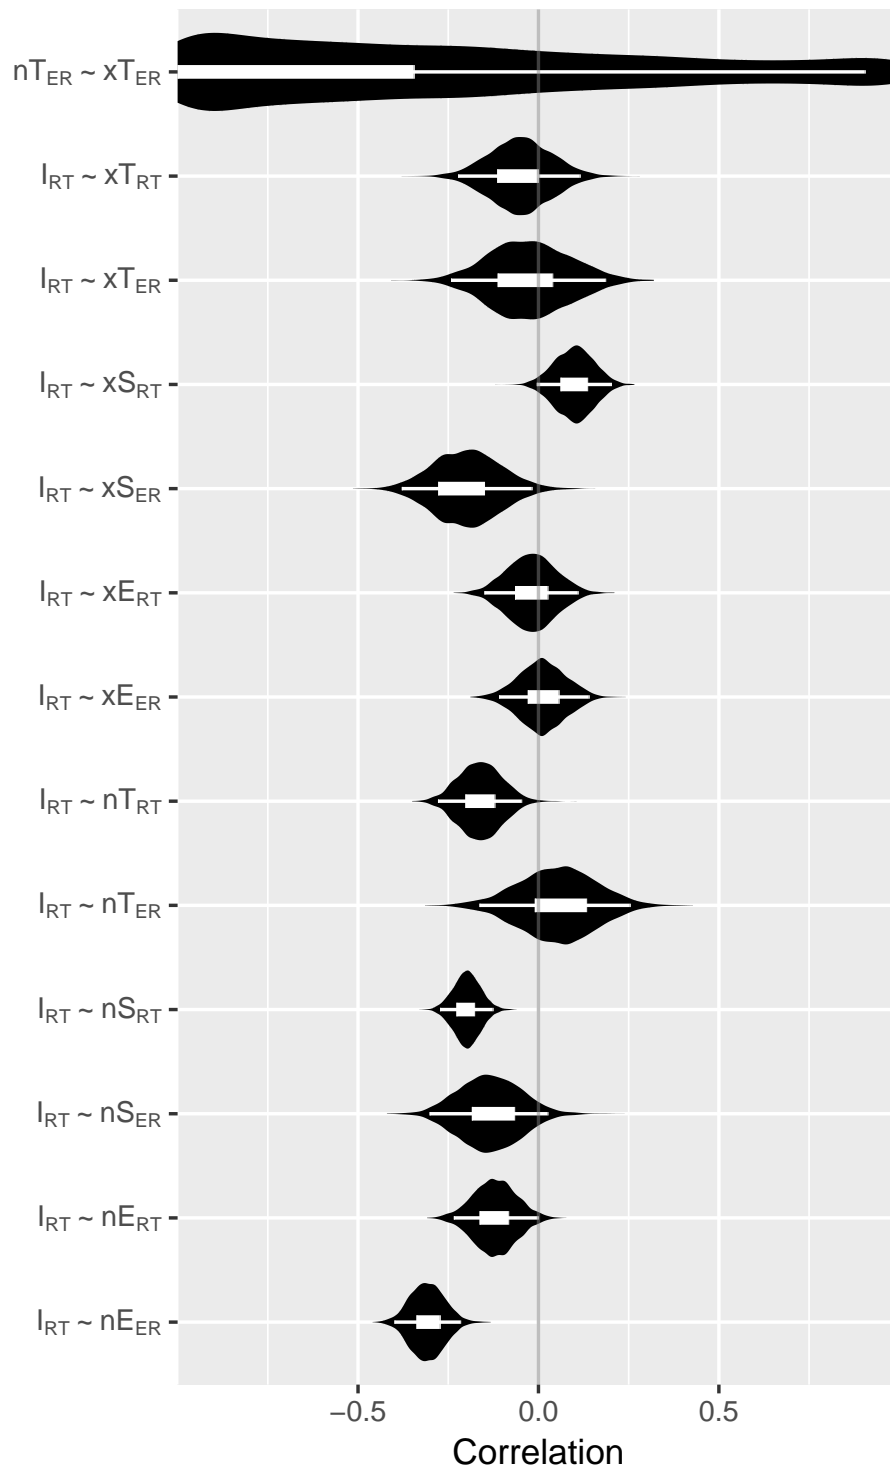 nT_ER ~ xT_ER
I_RT ~ xT_RT
I_RT ~ xT_ER
I_RT ~ xS_RT
I_RT ~ xS_ER
I_RT ~ xE_RT
I_RT ~ xE_ER
I_RT ~ nT_RT
I_RT ~ nT_ER
I_RT ~ nS_RT
I_RT ~ nS_ER
I_RT ~ nE_RT
I_RT ~ nE_ER
−0.5 0.0 0.5
Correlation